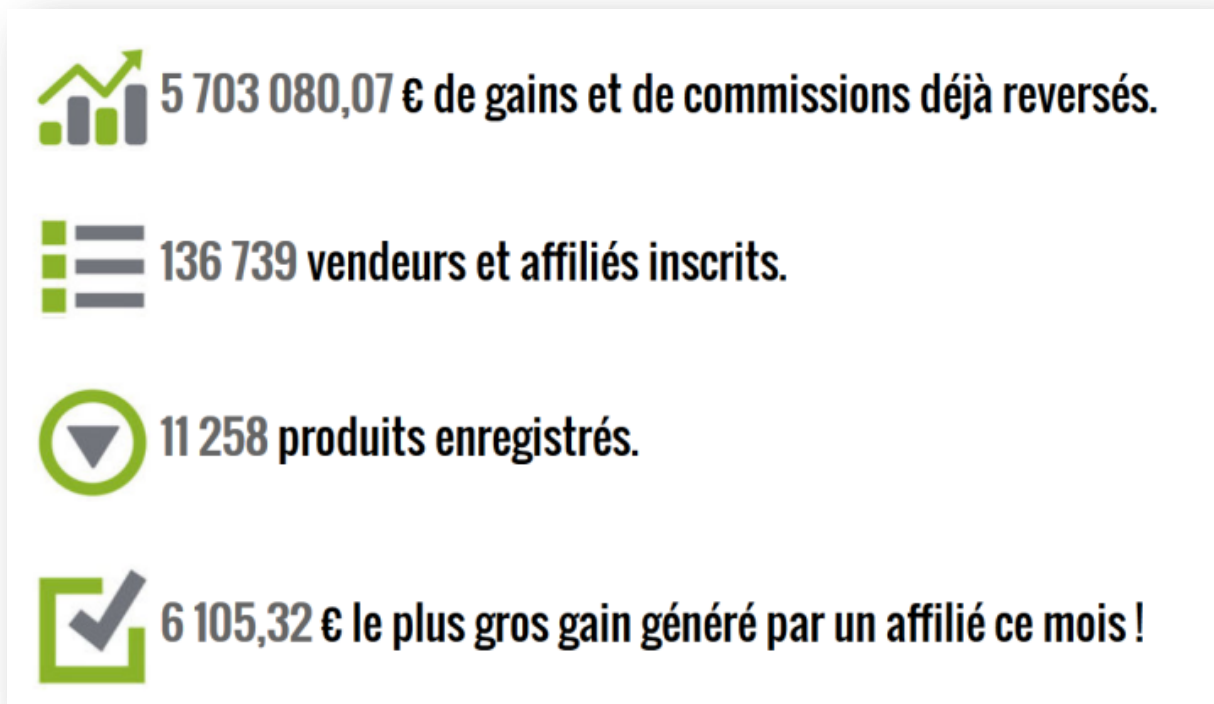 5 703 080,07 € de gains et de commissions déjà reversés.
136 739 vendeurs et affiliés inscrits.
11 258 produits enregistrés.
6 105,32 € le plus gros gain généré par un affilié ce mois !